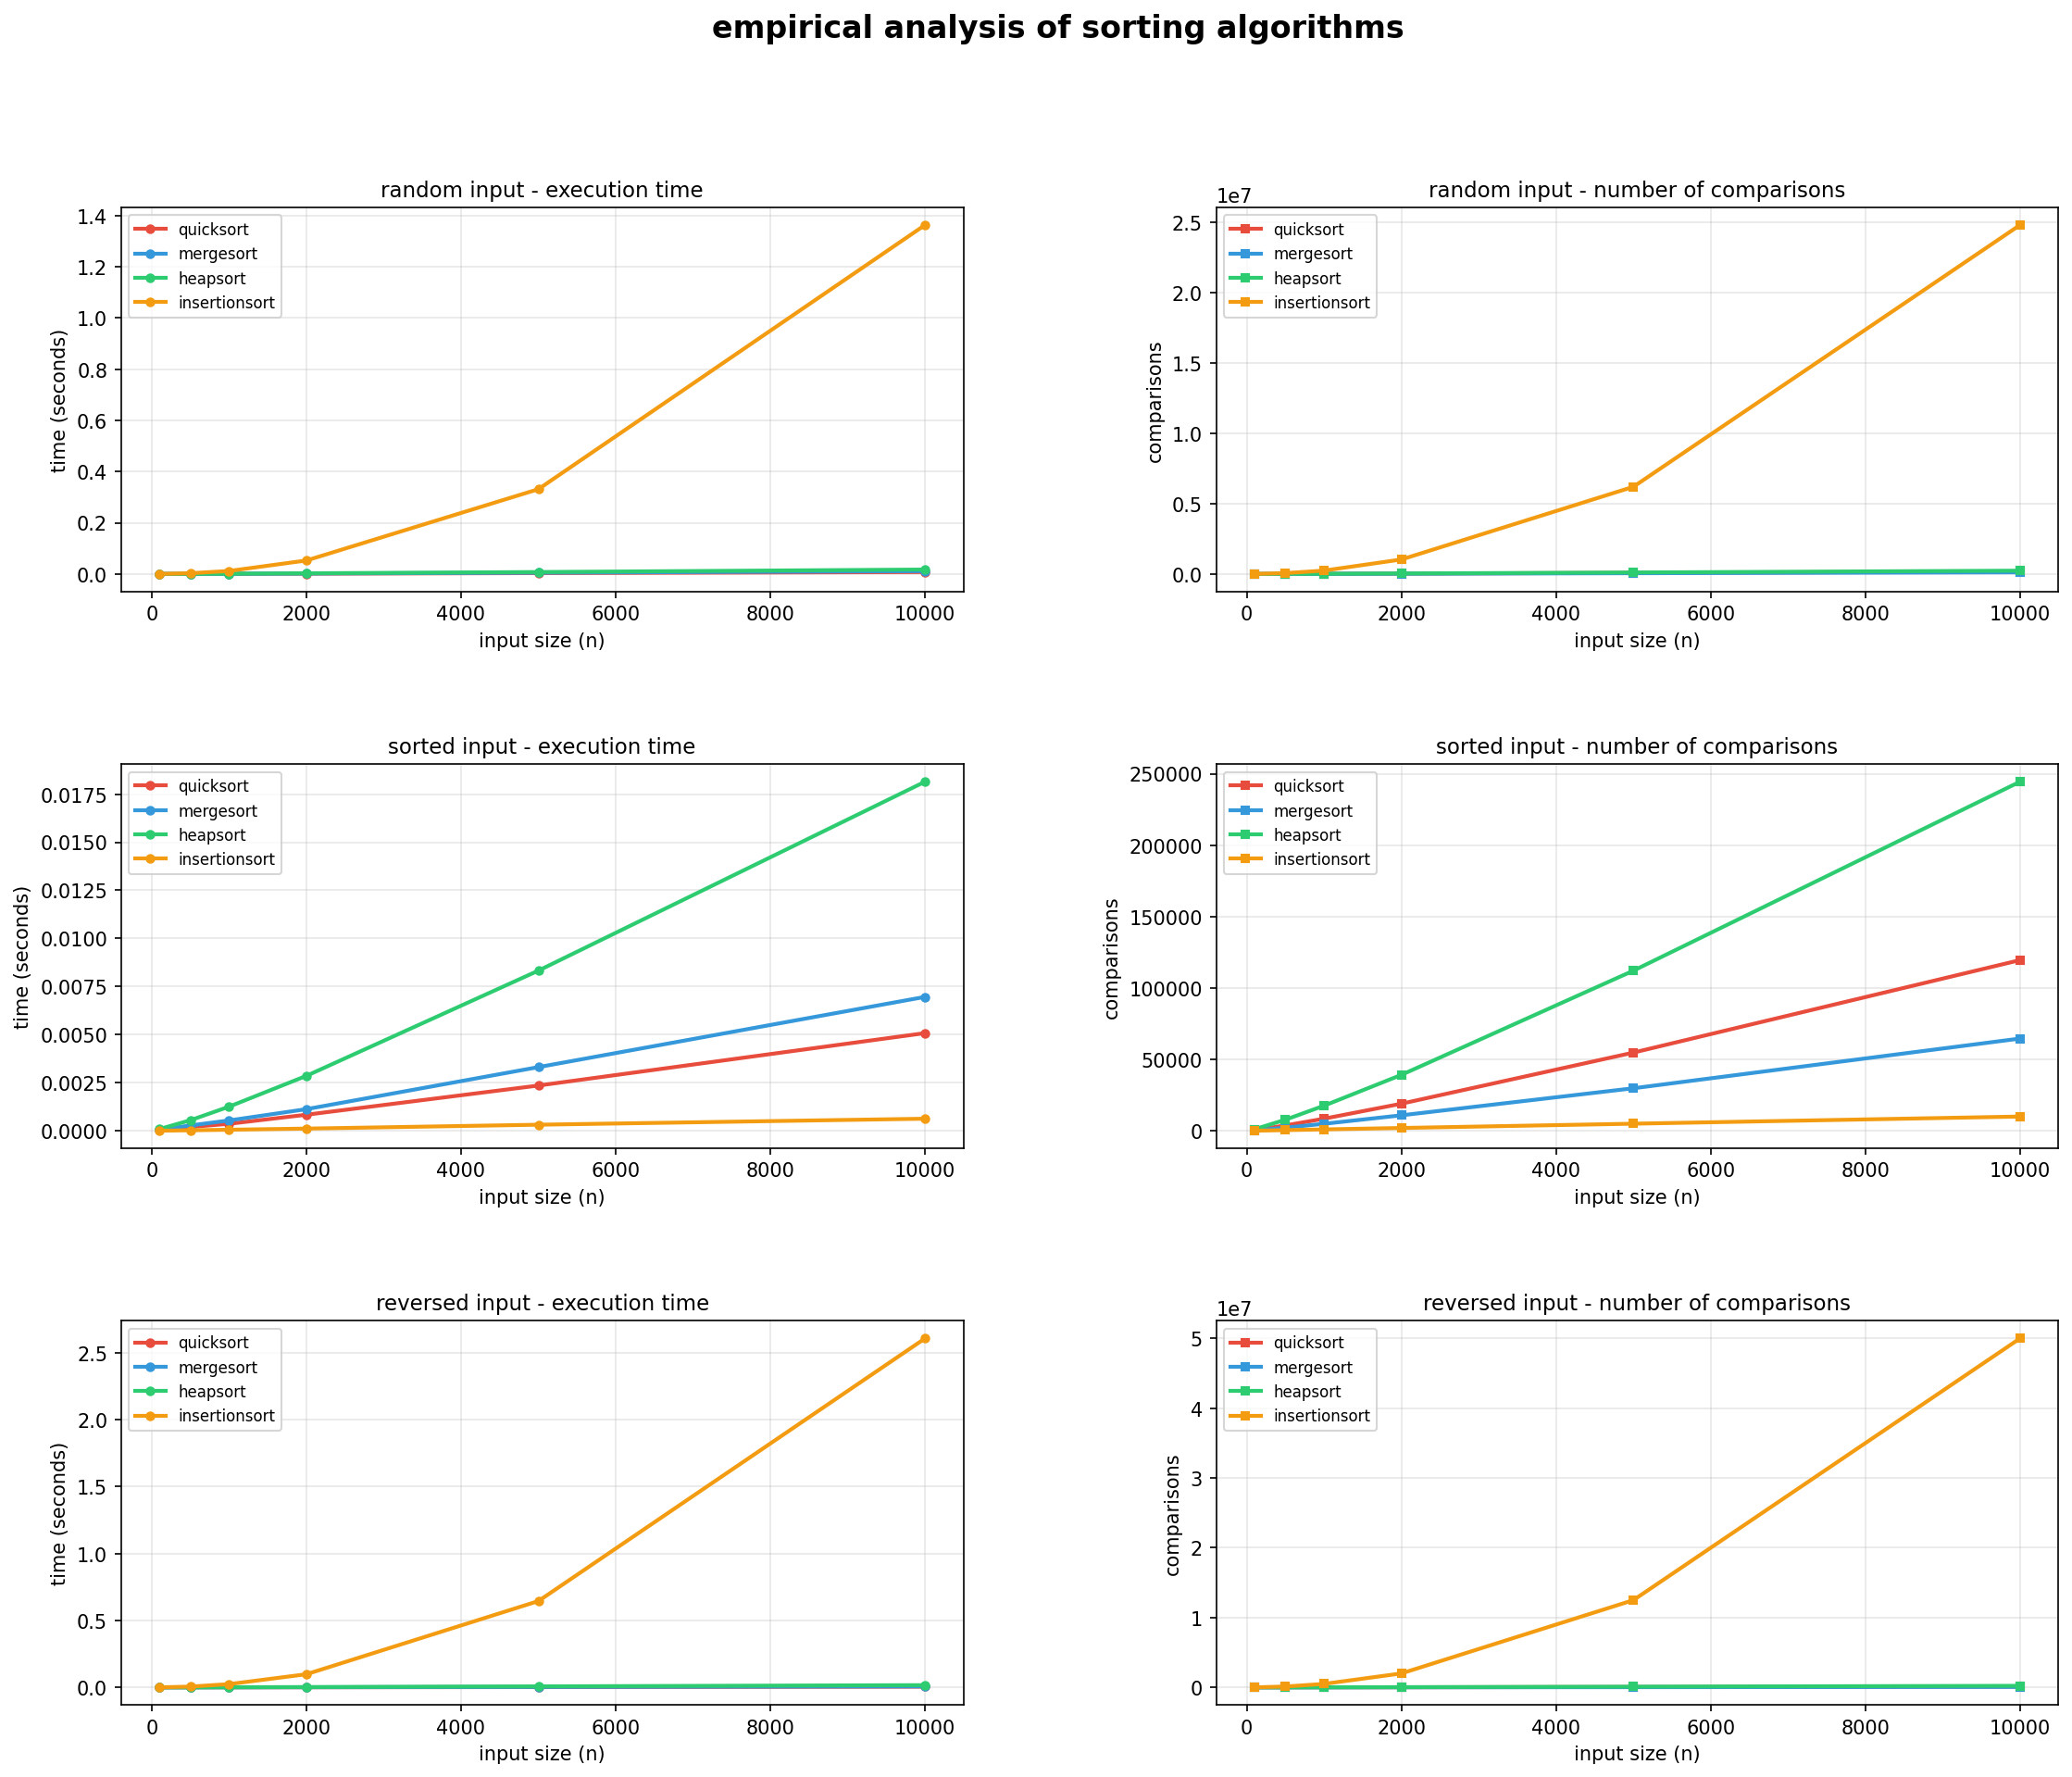 empirical analysis of sorting algorithms
random input - execution time
quicksort
mergesort
heapsort
insertionsort
time (seconds)
1.4
1.2
1.0
0.8
0.6
0.4
0.2
0.0
0 2000 4000 6000 8000 10000
input size (n)
random input - number of comparisons
1e7
quicksort
mergesort
heapsort
insertionsort
comparisons
2.5
2.0
1.5
1.0
0.5
0.0
0 2000 4000 6000 8000 10000
input size (n)
sorted input - execution time
quicksort
mergesort
heapsort
insertionsort
time (seconds)
0.0175
0.0150
0.0125
0.0100
0.0075
0.0050
0.0025
0.0000
0 2000 4000 6000 8000 10000
input size (n)
sorted input - number of comparisons
quicksort
mergesort
heapsort
insertionsort
comparisons
250000
200000
150000
100000
50000
0
0 2000 4000 6000 8000 10000
input size (n)
reversed input - execution time
quicksort
mergesort
heapsort
insertionsort
time (seconds)
2.5
2.0
1.5
1.0
0.5
0.0
0 2000 4000 6000 8000 10000
input size (n)
reversed input - number of comparisons
1e7
quicksort
mergesort
heapsort
insertionsort
comparisons
5
4
3
2
1
0
0 2000 4000 6000 8000 10000
input size (n)